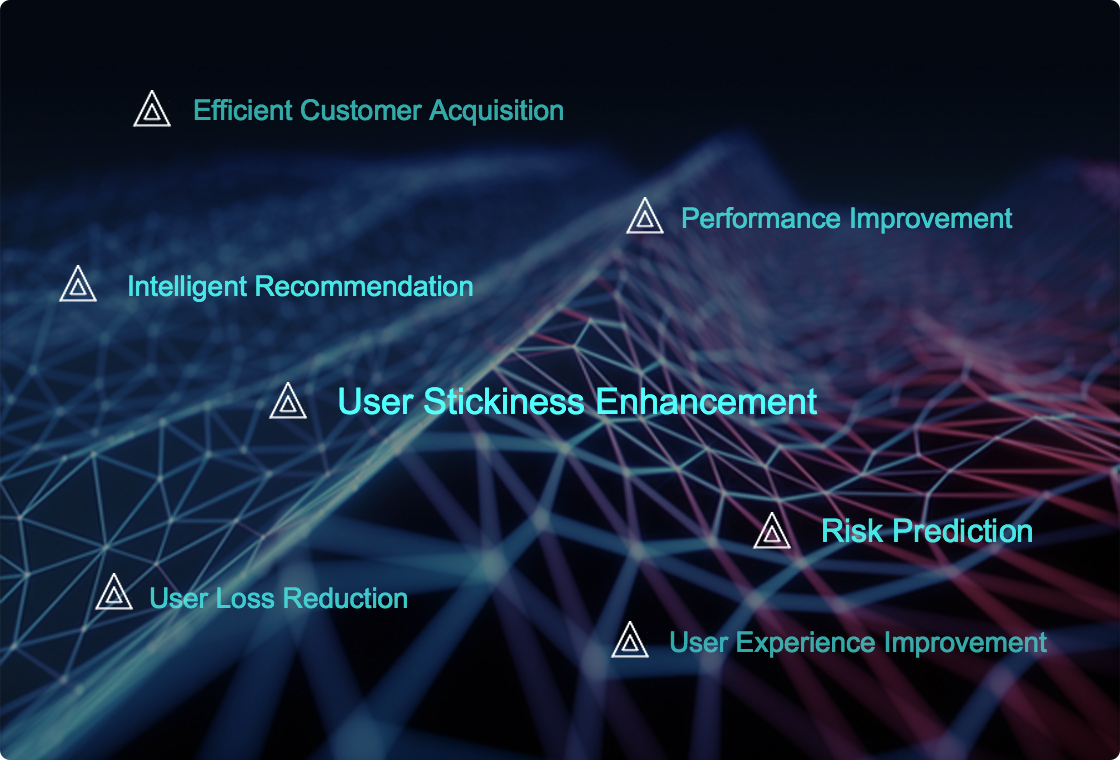 Efficient Customer Acquisition
Performance Improvement
Intelligent Recommendation
User Stickiness Enhancement
Risk Prediction
User Loss Reduction
User Experience Improvement